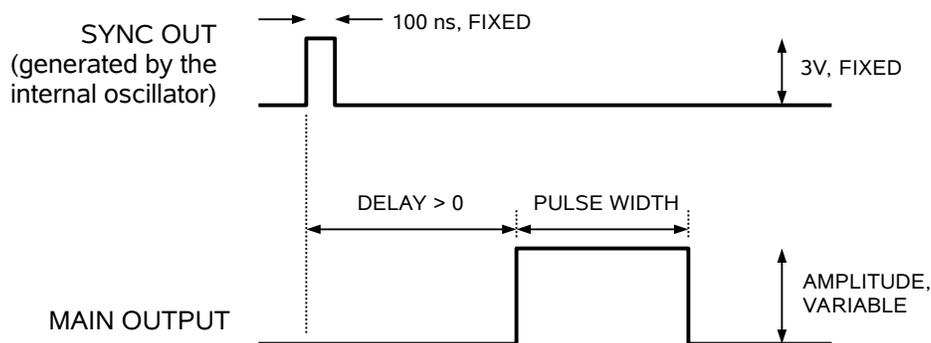 SYNC OUT
(generated by the
internal oscillator)
100 ns, FIXED
3V, FIXED
DELAY > 0
PULSE WIDTH
MAIN OUTPUT
AMPLITUDE,
VARIABLE